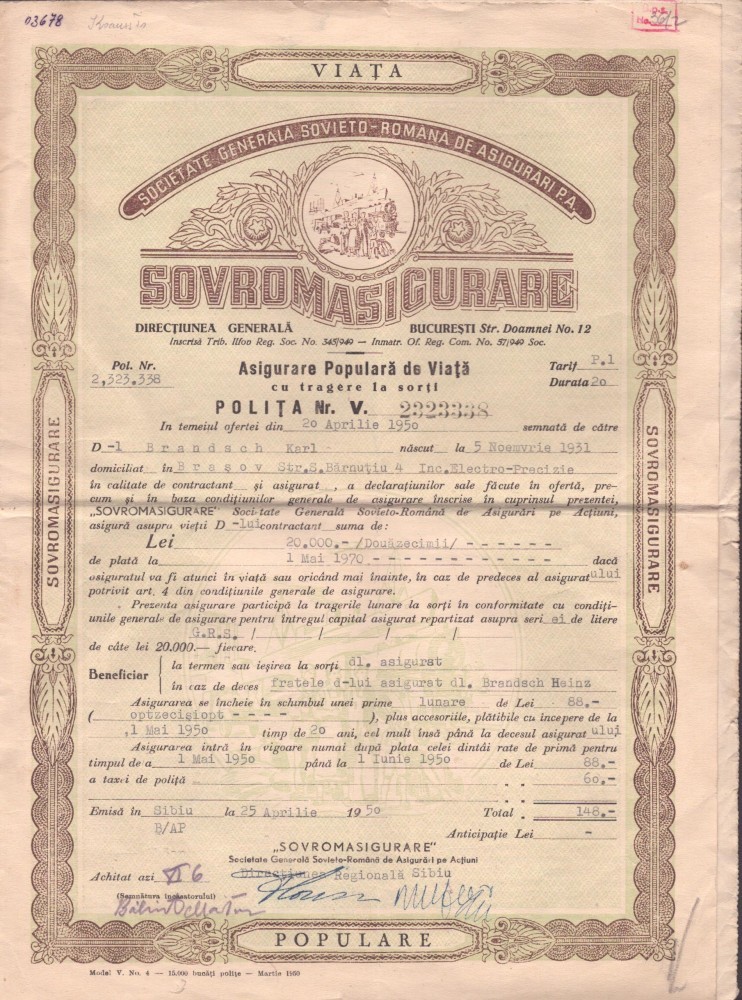 03678
No. 36/2
VIAȚA
SOCIETATE GENERALA SOVIETO-ROMANA DE ASIGURARI P.A.
SOVROMASIGURARE
DIRECȚIUNEA GENERALĂ BUCUREȘTI Str. Doamnei No. 12
Inscrisă Trib. Ilfov Reg. Soc. No. 345/949 — Inmatr. Of. Reg. Com. No. 57/949 Soc.
Pol. Nr. Asigurare Populară de Viață Tarif P.1
2,323.338 cu tragere la sorți Durata 20
POLIȚA Nr. V. 2323338
In temeiul ofertei din 20 Aprilie 1950 semnată de către
D-l Brandsch Karl născut la 5 Noemvrie 1931
domiciliat în Brașov Str.S.Bărnuțiu 4 Inc.Electro-Precizie
în calitate de contractant și asigurat, a declarațiunilor sale făcute în ofertă, pre-
cum și în baza condițiunilor generale de asigurare înscrise în cuprinsul prezentei,
„SOVROMASIGURARE" Societate Generală Sovieto-Română de Asigurări pe Acțiuni,
asigură asupra vieții D-lui contractant suma de:
Lei 20.000.- /Douăzecimii/ - - - - - -
de plată la 1 Mai 1970 - - - - - - - - - - - dacă
asiguratul va fi atunci în viață sau oricând mai înainte, în caz de predeces al asiguratului
potrivit art. 4 din condițiunile generale de asigurare.
Prezenta asigurare participă la tragerile lunare la sorți în conformitate cu condiți-
unile generale de asigurare pentru întregul capital asigurat repartizat asupra seriei de litere
G.R.S. / / / / /
de câte lei 20.000.— fiecare.
Beneficiar la termen sau ieșirea la sorți dl. asigurat
în caz de deces fratele d-lui asigurat dl. Brandsch Heinz
Asigurarea se încheie în schimbul unei prime lunare de Lei 88.-
( optzecișiopt - - - - ), plus accesoriile, plătibile cu începere de la
1 Mai 1950 timp de 20 ani, cel mult însă până la decesul asiguratului
Asigurarea intră în vigoare numai după plata celei dintâi rate de primă pentru
timpul de a 1 Mai 1950 până la 1 Iunie 1950 de Lei 88.-
a taxei de poliță . . 60.-
Emisă în Sibiu la 25 Aprilie 1950 Total . 148.-
B/AP Anticipație Lei -
„SOVROMASIGURARE"
Societate Generală Sovieto-Română de Asigurări pe Acțiuni
Direcțiunea Regională Sibiu
Achitat azi VI 6
(Semnătura încasatorului)
POPULARE
SOVROMASIGURARE
SOVROMASIGURARE
Model V. No. 4 — 15.000 bucăți polițe — Martie 1950